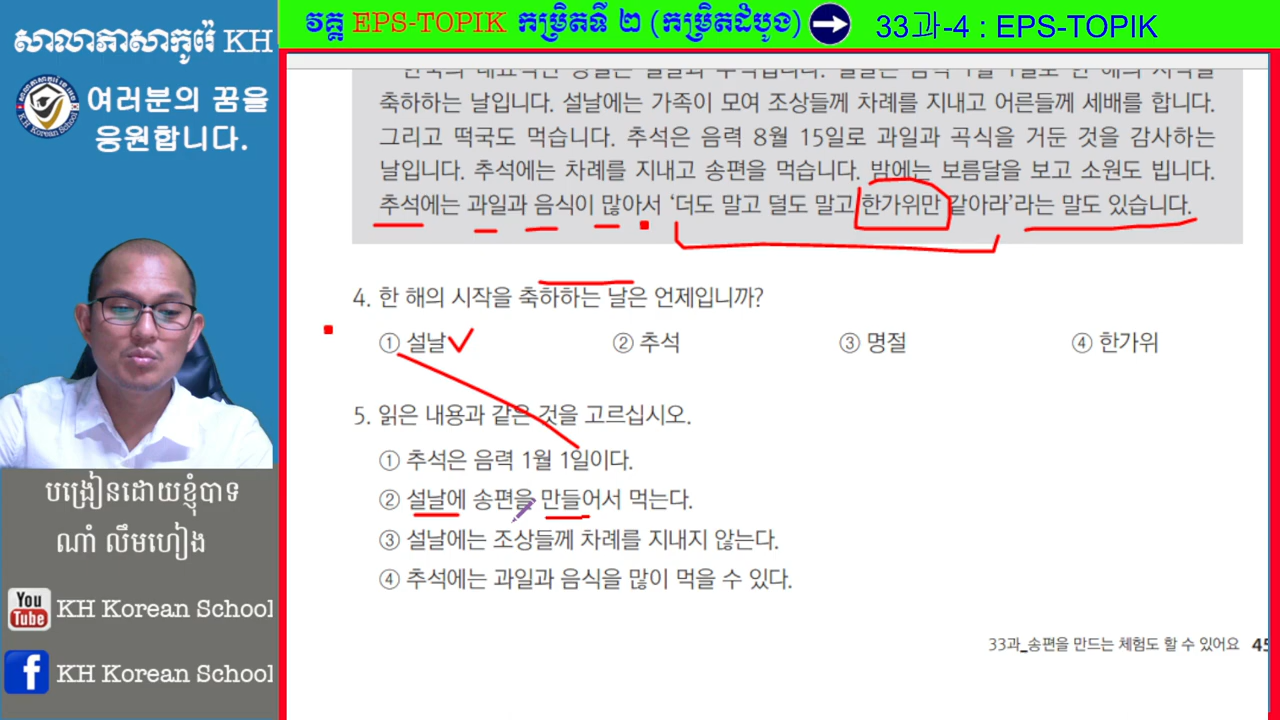 សាលាភាសាកូរ៉េ KH
여러분의 꿈을
응원합니다.
វគ្គ EPS-TOPIK កម្រិតទី ២ (កម្រិតដំបូង)
33과-4 : EPS-TOPIK
축하하는 날입니다. 설날에는 가족이 모여 조상들께 차례를 지내고 어른들께 세배를 합니다.
그리고 떡국도 먹습니다. 추석은 음력 8월 15일로 과일과 곡식을 거둔 것을 감사하는
날입니다. 추석에는 차례를 지내고 송편을 먹습니다. 밤에는 보름달을 보고 소원도 빕니다.
추석에는 과일과 음식이 많아서 ‘더도 말고 덜도 말고 한가위만 같아라’라는 말도 있습니다.
4. 한 해의 시작을 축하하는 날은 언제입니까?
① 설날 ② 추석 ③ 명절 ④ 한가위
5. 읽은 내용과 같은 것을 고르십시오.
① 추석은 음력 1월 1일이다.
② 설날에 송편을 만들어서 먹는다.
③ 설날에는 조상들께 차례를 지내지 않는다.
④ 추석에는 과일과 음식을 많이 먹을 수 있다.
33과_송편을 만드는 체험도 할 수 있어요 45
បង្រៀនដោយខ្ញុំបាទ
ណាំ លឹមហៀង
You Tube KH Korean School
f KH Korean School